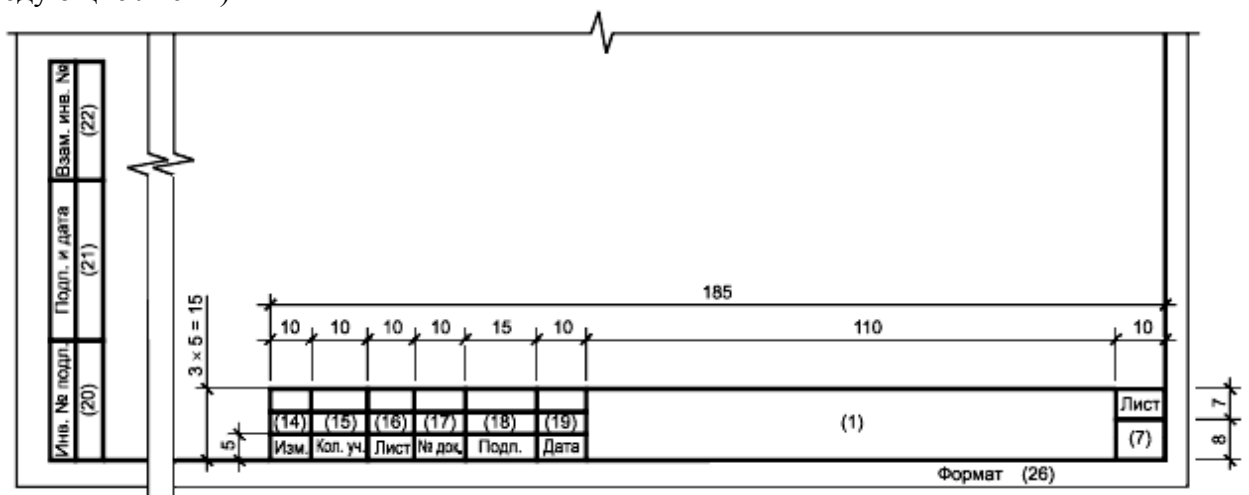 Взам. инв. №
(22)
Подп. и дата
(21)
Инв. № подл.
(20)
185
10 10 10 10 15 10 110 10
3 × 5 = 15
5
(14) (15) (16) (17) (18) (19)
Изм. Кол. уч. Лист № док. Подп. Дата
(1)
Лист
(7)
7
8
Формат (26)